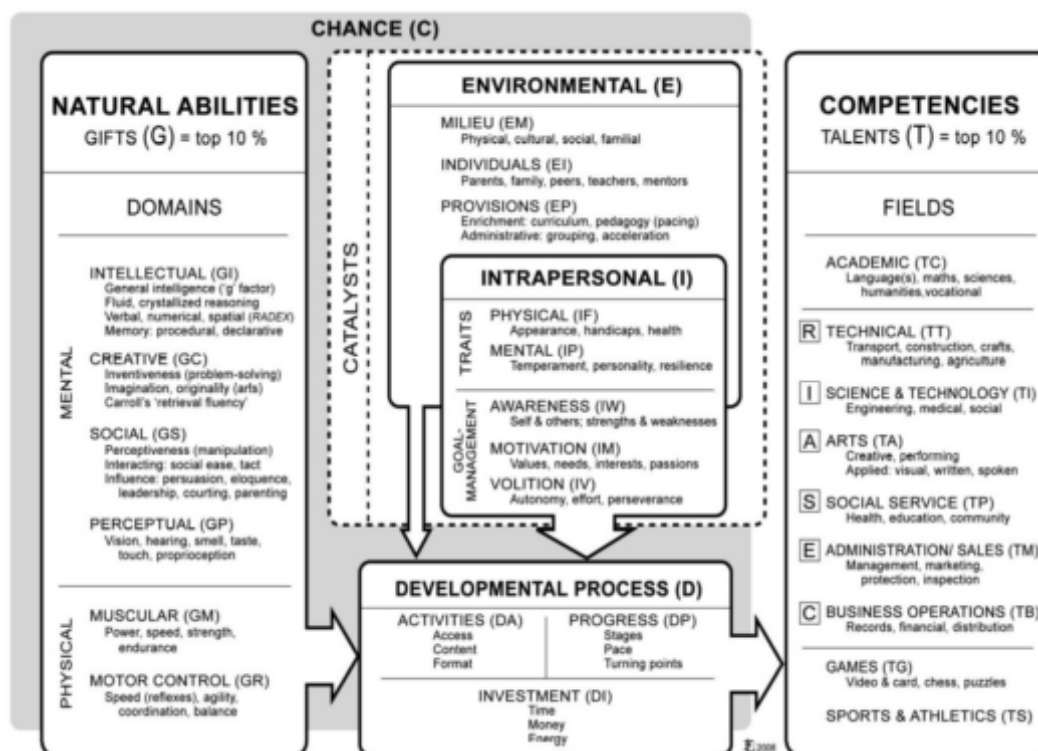 CHANCE (C)
NATURAL ABILITIES
GIFTS (G) = top 10 %
DOMAINS
MENTAL
INTELLECTUAL (GI)
General intelligence ('g' factor)
Fluid, crystallized reasoning
Verbal, numerical, spatial (RADEX)
Memory: procedural, declarative
CREATIVE (GC)
Inventiveness (problem-solving)
Imagination, originality (arts)
Carroll's 'retrieval fluency'
SOCIAL (GS)
Perceptiveness (manipulation)
Interacting: social ease, tact
Influence: persuasion, eloquence,
leadership, courting, parenting
PERCEPTUAL (GP)
Vision, hearing, smell, taste,
touch, proprioception
PHYSICAL
MUSCULAR (GM)
Power, speed, strength,
endurance
MOTOR CONTROL (GR)
Speed (reflexes), agility,
coordination, balance
CATALYSTS
ENVIRONMENTAL (E)
MILIEU (EM)
Physical, cultural, social, familial
INDIVIDUALS (EI)
Parents, family, peers, teachers, mentors
PROVISIONS (EP)
Enrichment: curriculum, pedagogy (pacing)
Administrative: grouping, acceleration
INTRAPERSONAL (I)
TRAITS
PHYSICAL (IF)
Appearance, handicaps, health
MENTAL (IP)
Temperament, personality, resilience
GOAL-
MANAGEMENT
AWARENESS (IW)
Self & others; strengths & weaknesses
MOTIVATION (IM)
Values, needs, interests, passions
VOLITION (IV)
Autonomy, effort, perseverance
DEVELOPMENTAL PROCESS (D)
ACTIVITIES (DA)
Access
Content
Format
PROGRESS (DP)
Stages
Pace
Turning points
INVESTMENT (DI)
Time
Money
Energy
COMPETENCIES
TALENTS (T) = top 10 %
FIELDS
ACADEMIC (TC)
Language(s), maths, sciences,
humanities,vocational
R TECHNICAL (TT)
Transport, construction, crafts,
manufacturing, agriculture
I SCIENCE & TECHNOLOGY (TI)
Engineering, medical, social
A ARTS (TA)
Creative, performing
Applied: visual, written, spoken
S SOCIAL SERVICE (TP)
Health, education, community
E ADMINISTRATION/ SALES (TM)
Management, marketing,
protection, inspection
C BUSINESS OPERATIONS (TB)
Records, financial, distribution
GAMES (TG)
Video & card, chess, puzzles
SPORTS & ATHLETICS (TS)
2008